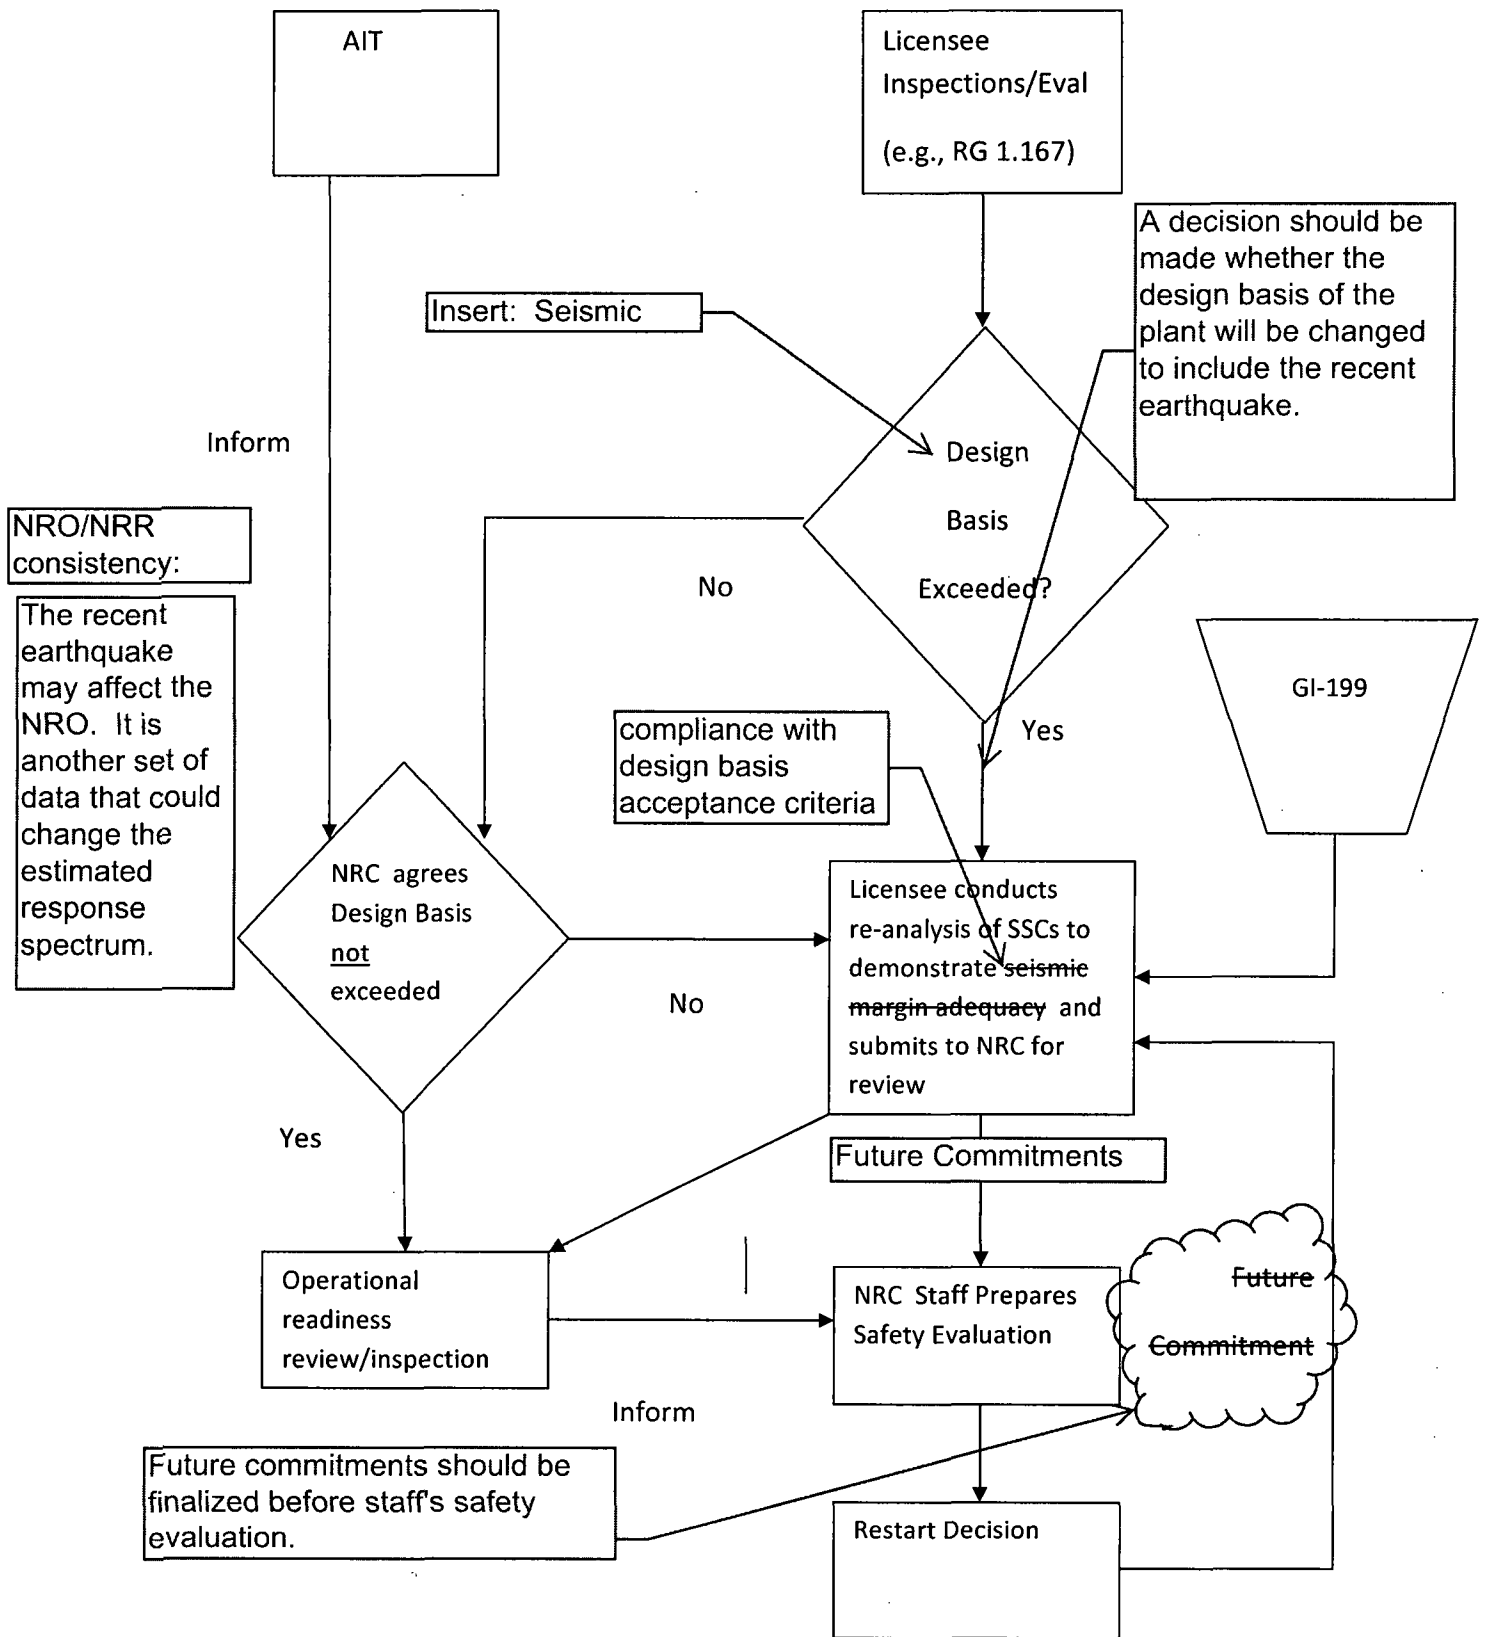 AIT
Licensee
Inspections/Eval
(e.g., RG 1.167)
A decision should be
made whether the
design basis of the
plant will be changed
to include the recent
earthquake.
Insert: Seismic
Inform
Design
Basis
Exceeded?
NRO/NRR
consistency:
The recent
earthquake
may affect the
NRO. It is
another set of
data that could
change the
estimated
response
spectrum.
No
Yes
GI-199
compliance with
design basis
acceptance criteria
NRC agrees
Design Basis
not
exceeded
No
Licensee conducts
re-analysis of SSCs to
demonstrate seismic
margin adequacy and
submits to NRC for
review
Yes
Future Commitments
Operational
readiness
review/inspection
NRC Staff Prepares
Safety Evaluation
Future
Commitment
Inform
Future commitments should be
finalized before staff's safety
evaluation.
Restart Decision